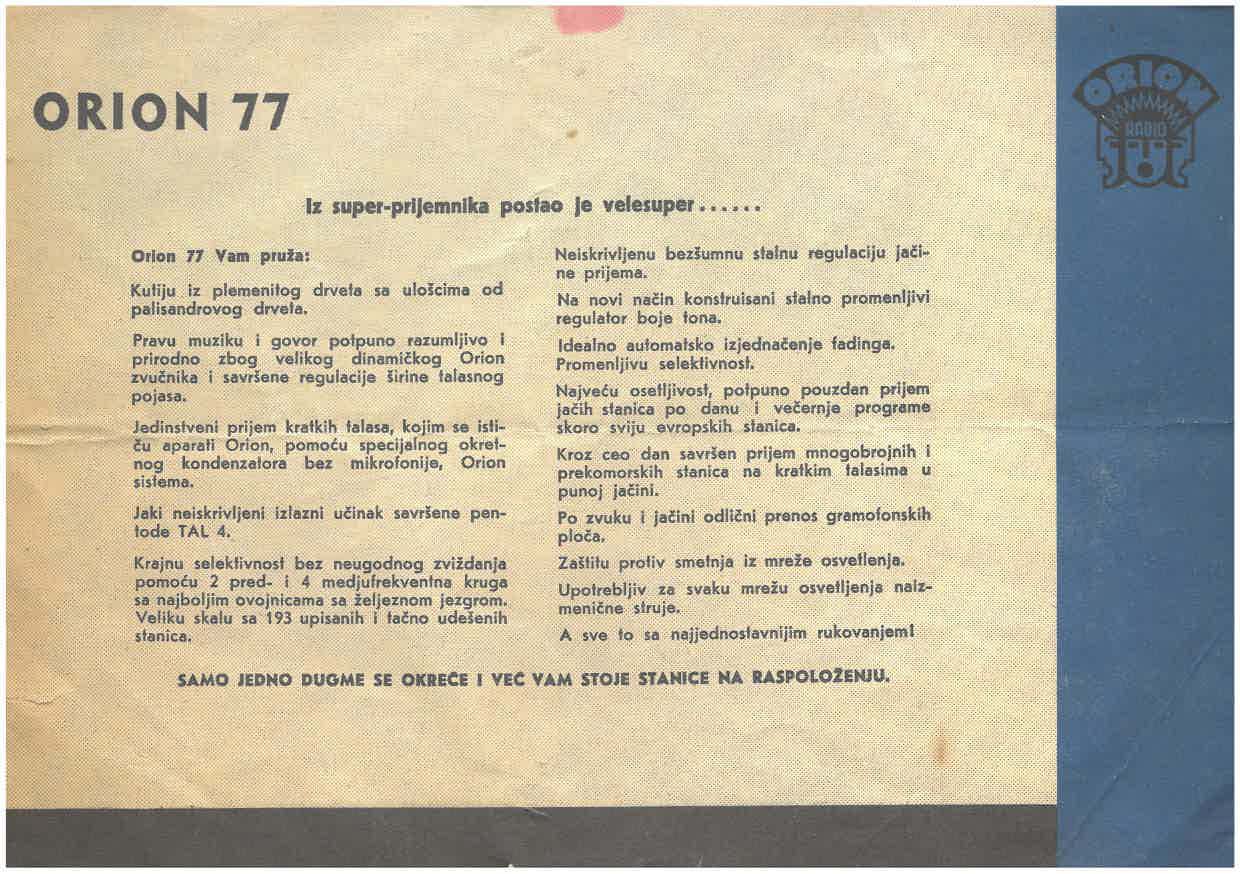 ORION 77
ORION
RADIO
Iz super-prijemnika postao je velesuper......
Orion 77 Vam pruža:
Kutiju iz plemenitog drveta sa ulošcima od
palisandrovog drveta.
Pravu muziku i govor potpuno razumljivo i
prirodno zbog velikog dinamičkog Orion
zvučnika i savršene regulacije širine talasnog
pojasa.
Jedinstveni prijem kratkih talasa, kojim se isti-
ču aparati Orion, pomoću specijalnog okret-
nog kondenzatora bez mikrofonije, Orion
sistema.
Jaki neiskrivljeni izlazni učinak savršene pen-
tode TAL 4.
Krajnu selektivnost bez neugodnog zviždanja
pomoću 2 pred- i 4 medjufrekventna kruga
sa najboljim ovojnicama sa željeznom jezgrom.
Veliku skalu sa 193 upisanih i tačno udešenih
stanica.
Neiskrivljenu bezšumnu stalnu regulaciju jači-
ne prijema.
Na novi način konstruisani stalno promenljivi
regulator boje tona.
Idealno automatsko izjednačenje fadinga.
Promenljivu selektivnost.
Najveću osetljivost, potpuno pouzdan prijem
jačih stanica po danu i večernje programe
skoro sviju evropskih stanica.
Kroz ceo dan savršen prijem mnogobrojnih i
prekomorskih stanica na kratkim talasima u
punoj jačini.
Po zvuku i jačini odlični prenos gramofonskih
ploča.
Zaštitu protiv smetnja iz mreže osvetlenja.
Upotrebljiv za svaku mrežu osvetljenja naiz-
menične struje.
A sve to sa najjednostavnijim rukovanjem!
SAMO JEDNO DUGME SE OKREĆE I VEĆ VAM STOJE STANICE NA RASPOLOŽENJU.